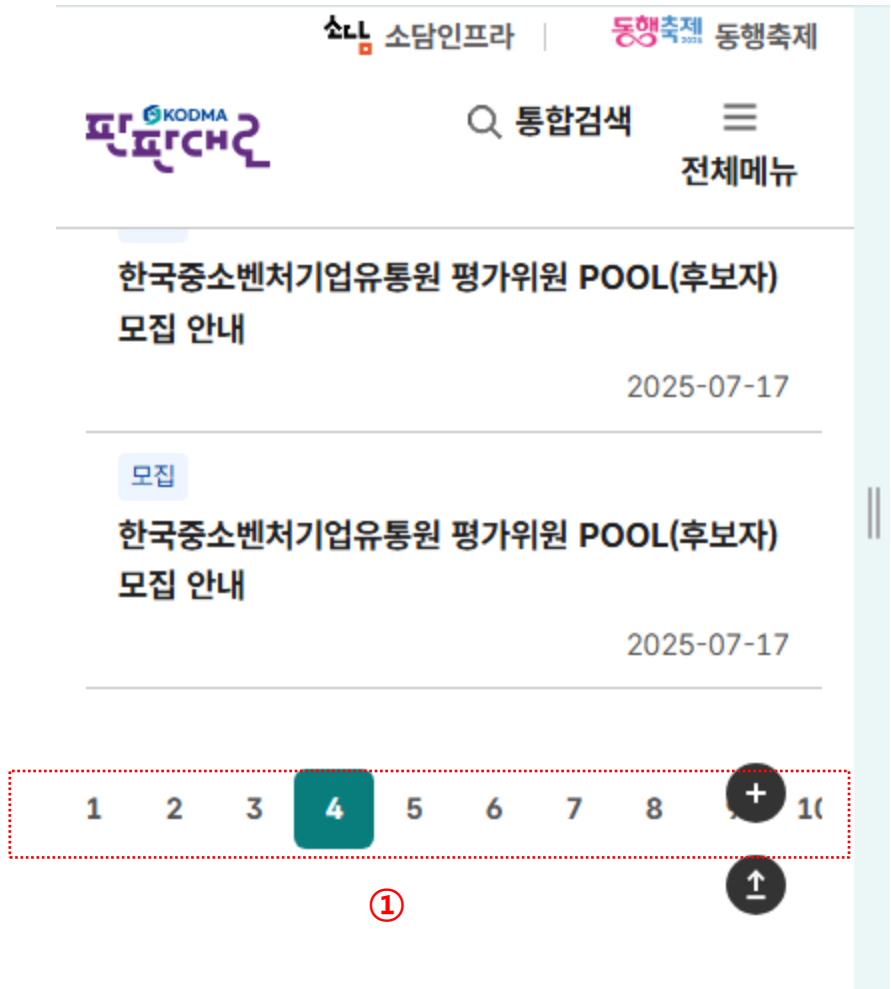 소담 소담인프라 동행축제 2025 동행축제
KODMA
판판대로 통합검색
전체메뉴
한국중소벤처기업유통원 평가위원 POOL(후보자)
모집 안내
2025-07-17
모집
한국중소벤처기업유통원 평가위원 POOL(후보자)
모집 안내
2025-07-17
1 2 3 4 5 6 7 8 10
①